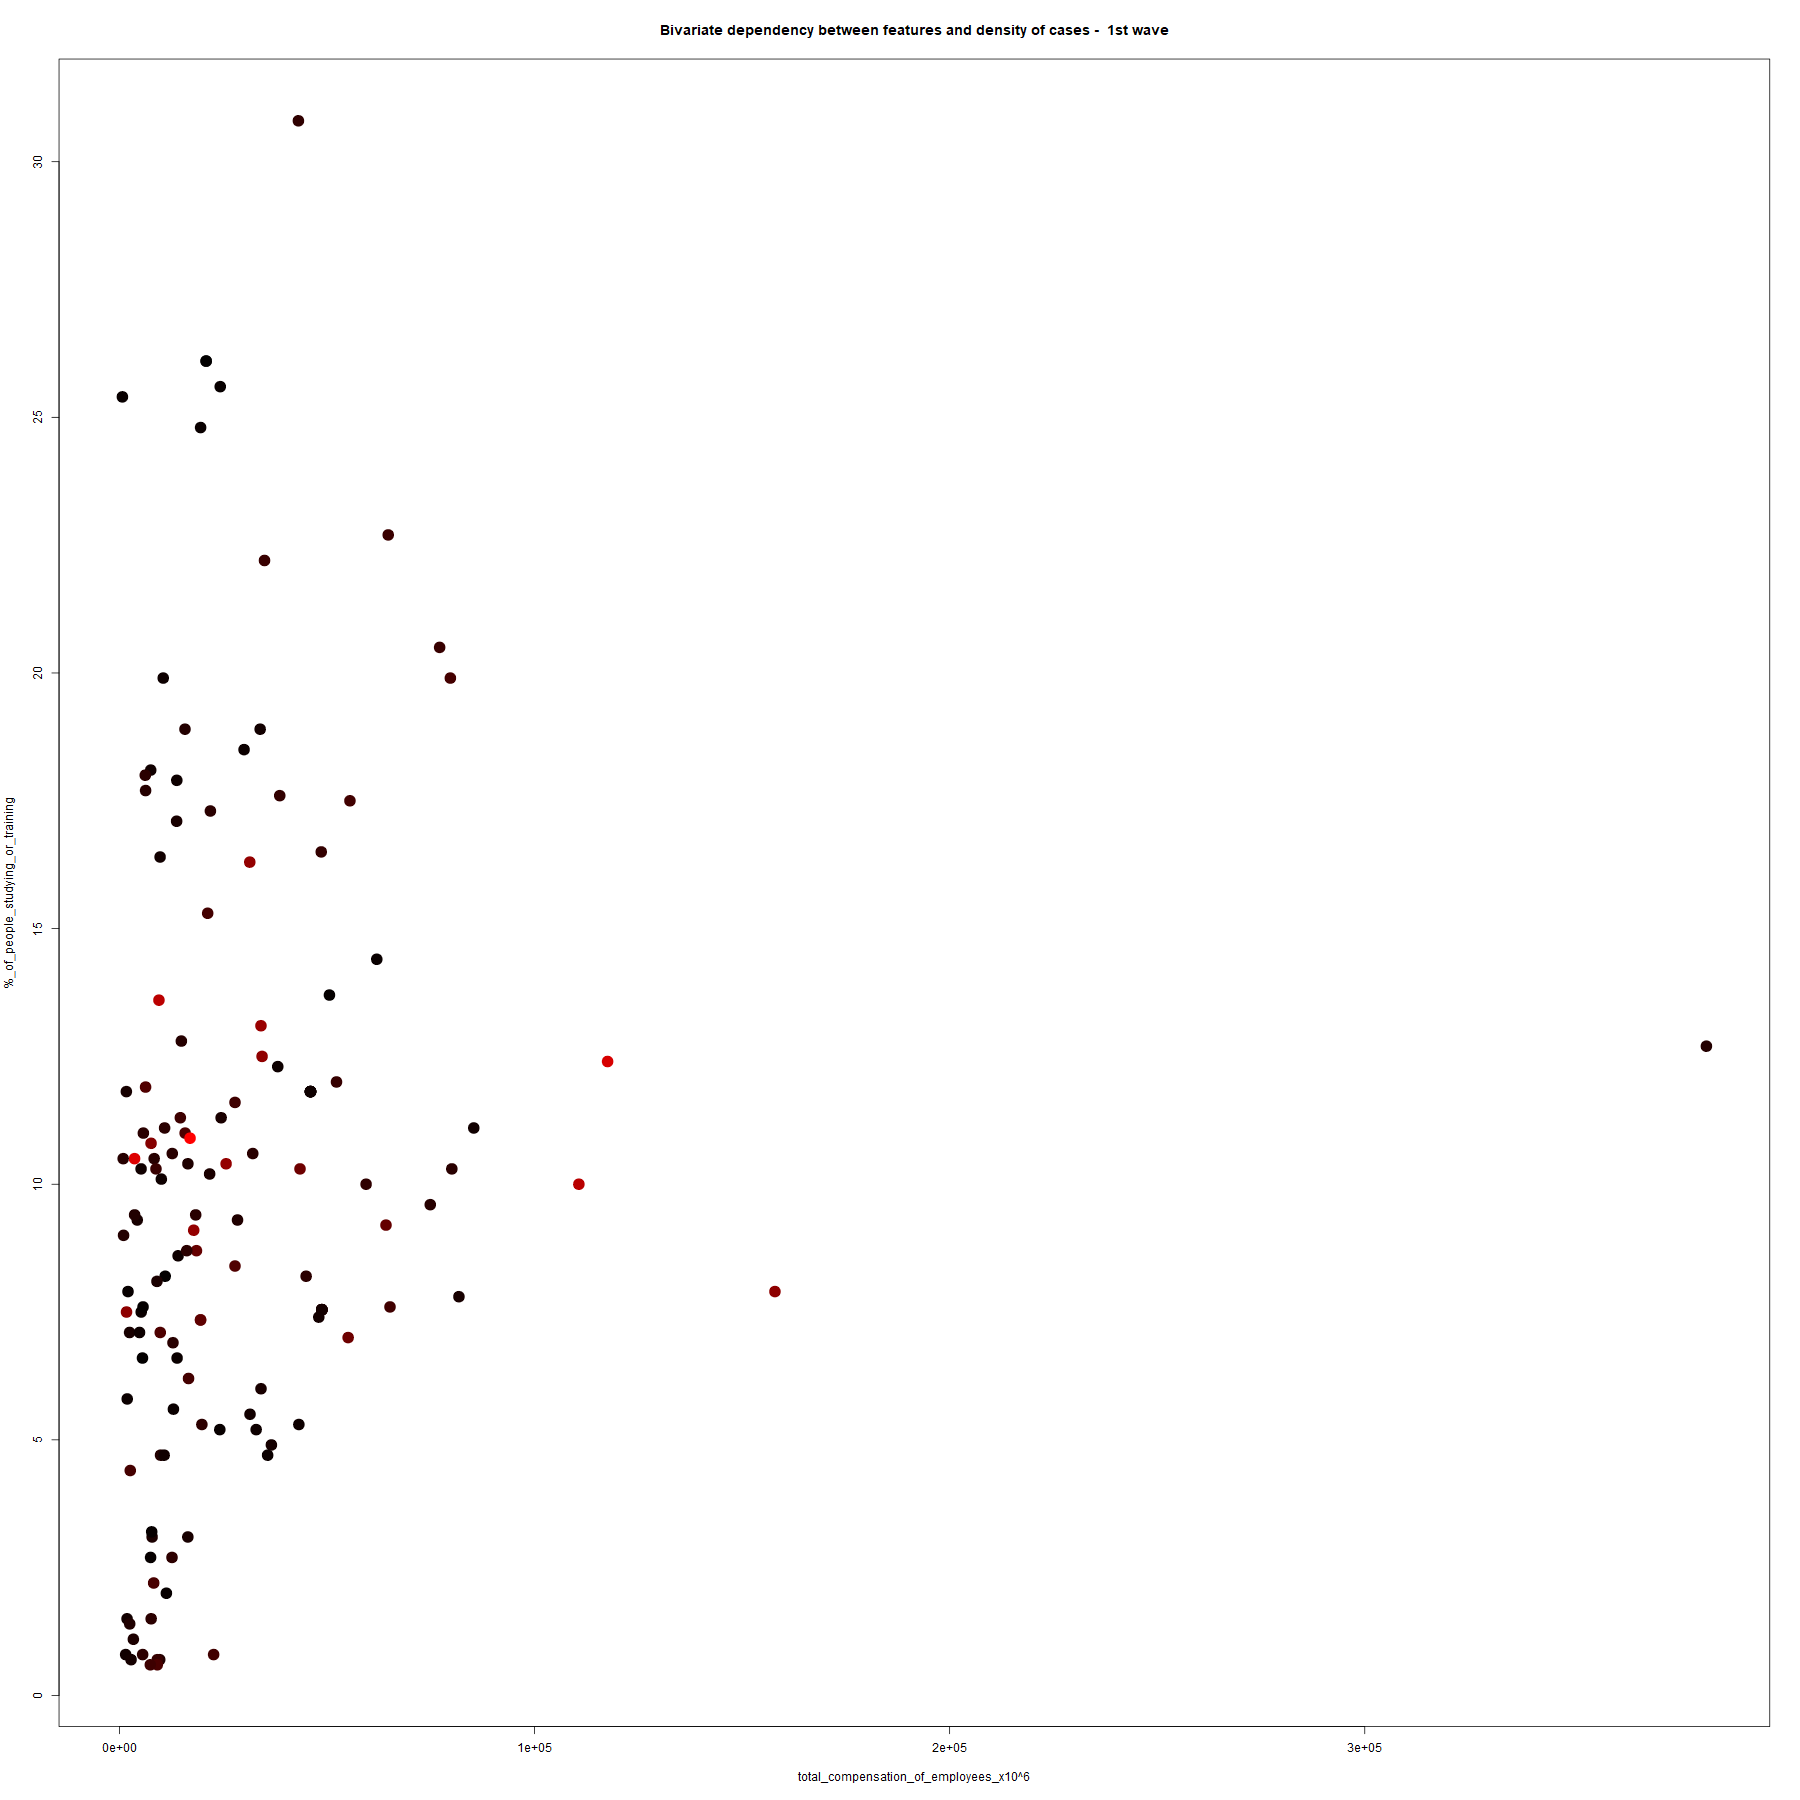 Bivariate dependency between features and density of cases -  1st wave
30
25
20
15
10
5
0
%_of_people_studying_or_training
0e+00
1e+05
2e+05
3e+05
total_compensation_of_employees_x10^6